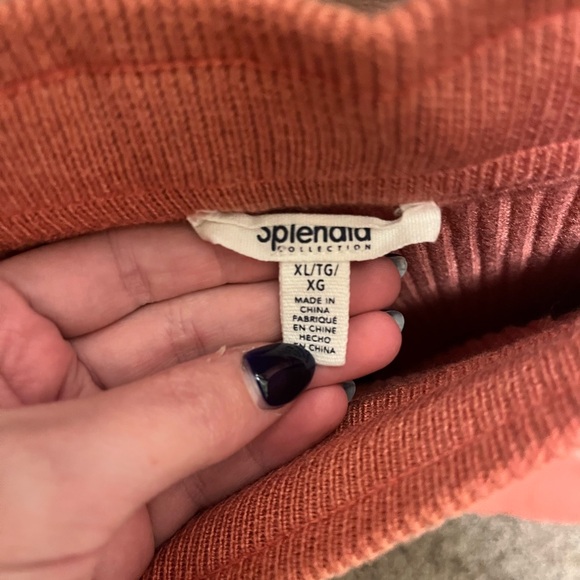 Splendid
COLLECTION
XL/TG/
XG
MADE IN
CHINA
FABRIQUÉ
EN CHINE
HECHO
EN CHINA